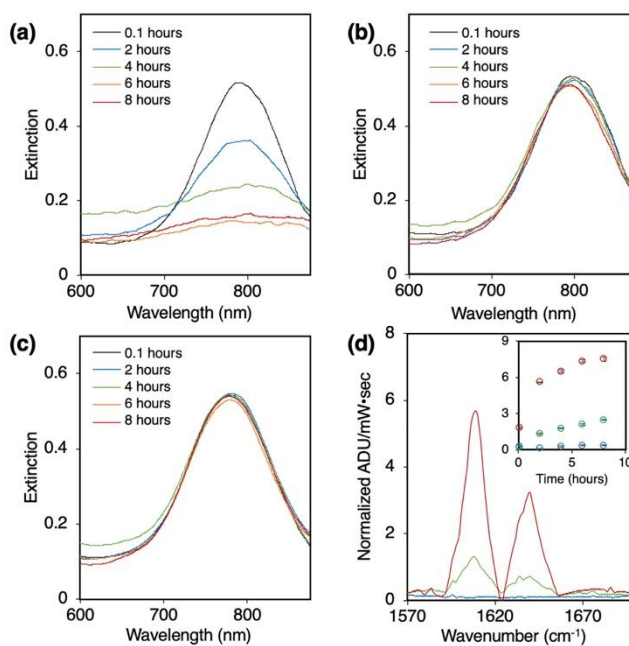 (a)
0.1 hours
2 hours
4 hours
6 hours
8 hours
0.6
0.4
0.2
0
Extinction
600
700
800
Wavelength (nm)
(b)
0.1 hours
2 hours
4 hours
6 hours
8 hours
0.6
0.4
0.2
0
Extinction
600
700
800
Wavelength (nm)
(c)
0.1 hours
2 hours
4 hours
6 hours
8 hours
0.6
0.4
0.2
0
Extinction
600
700
800
Wavelength (nm)
(d)
8
6
4
2
0
Normalized ADU/mW•sec
1570
1620
1670
Wavenumber (cm⁻¹)
9
6
3
0
0
5
10
Time (hours)